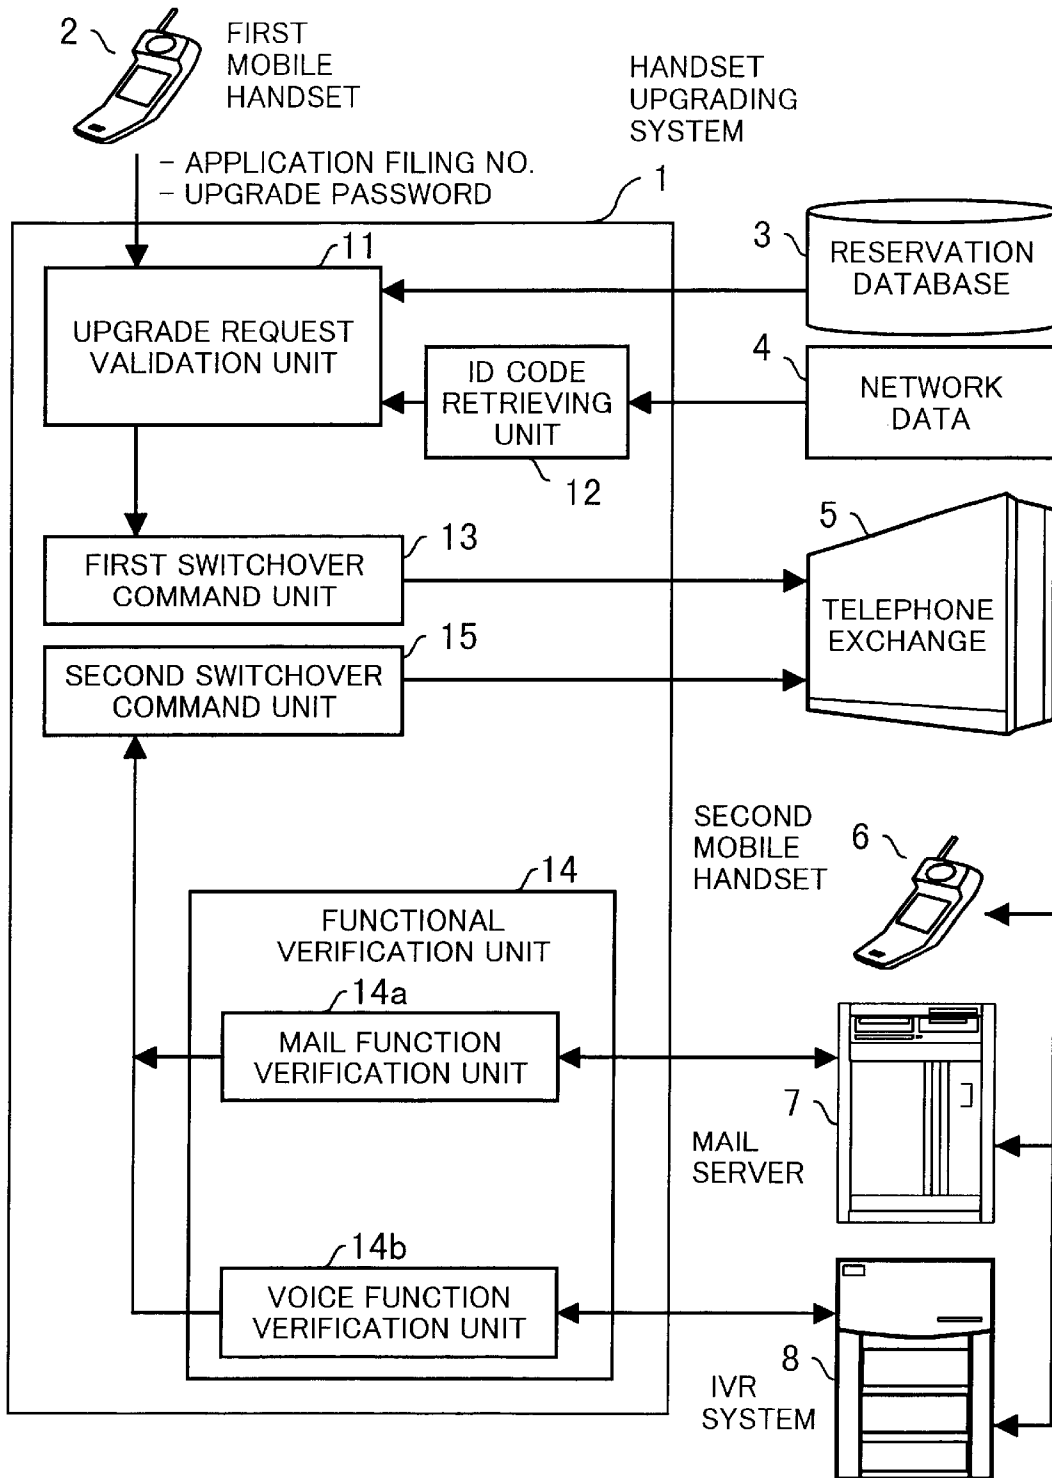 2
FIRST
MOBILE
HANDSET
HANDSET
UPGRADING
SYSTEM
– APPLICATION FILING NO.
– UPGRADE PASSWORD
1
11
UPGRADE REQUEST
VALIDATION UNIT
3
RESERVATION
DATABASE
ID CODE
RETRIEVING
UNIT
12
4
NETWORK
DATA
13
FIRST SWITCHOVER
COMMAND UNIT
5
TELEPHONE
EXCHANGE
15
SECOND SWITCHOVER
COMMAND UNIT
SECOND
MOBILE
HANDSET
6
14
FUNCTIONAL
VERIFICATION UNIT
14a
MAIL FUNCTION
VERIFICATION UNIT
7
MAIL
SERVER
14b
VOICE FUNCTION
VERIFICATION UNIT
8
IVR
SYSTEM